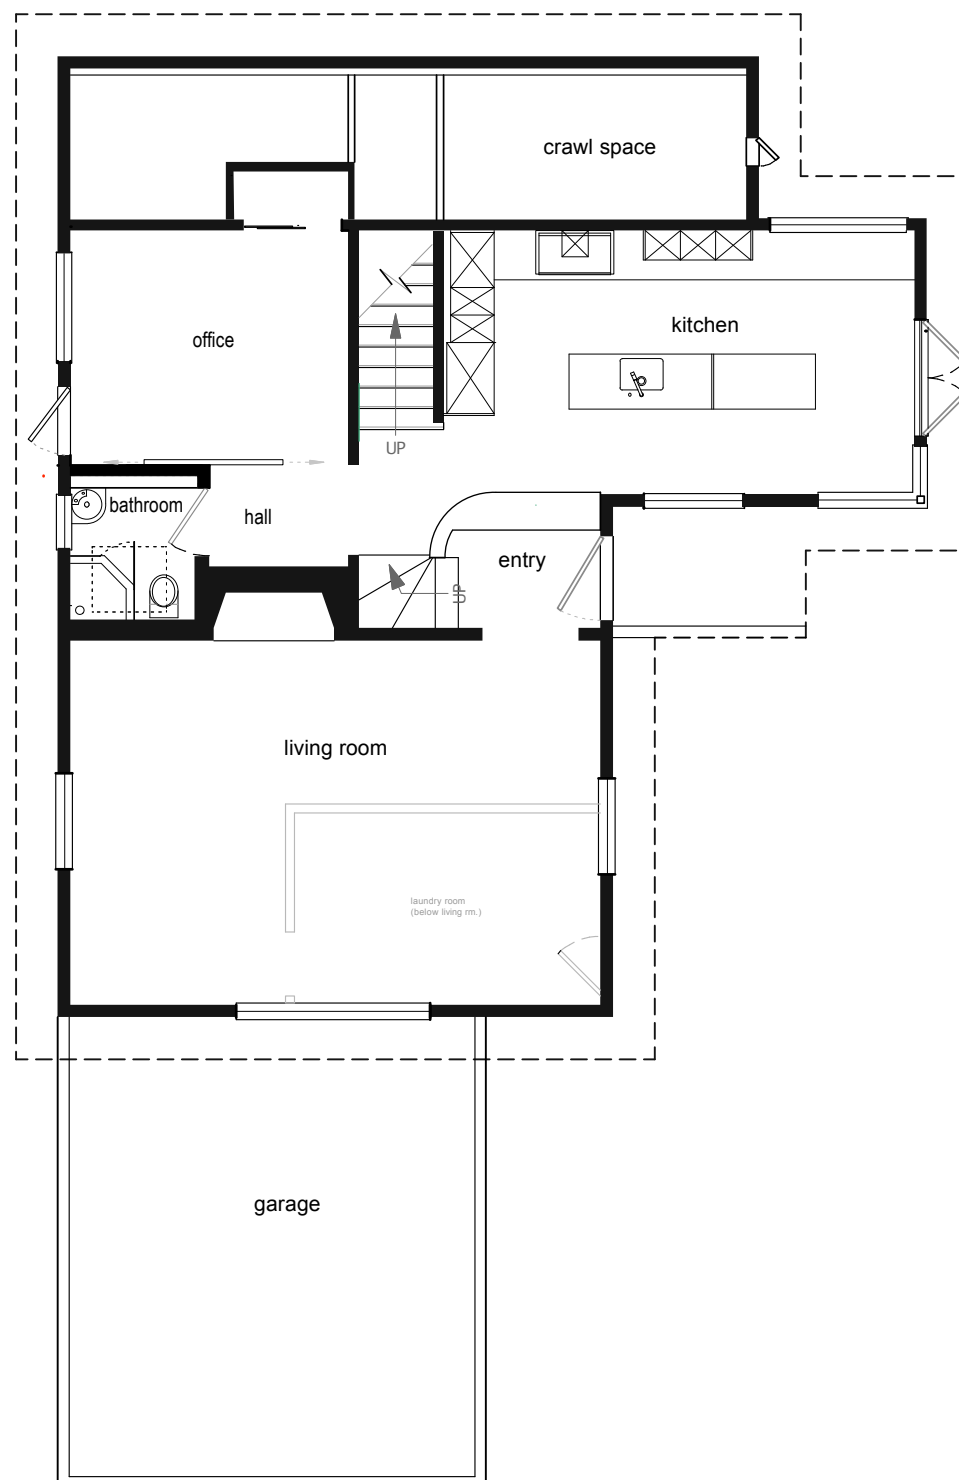 crawl space
kitchen
office
UP
bathroom
hall
entry
UP
living room
laundry room
(below living rm.)
garage